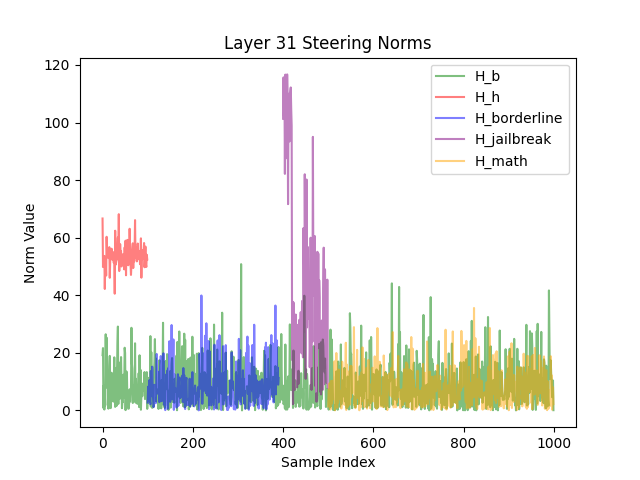 Layer 31 Steering Norms
120
100
80
60
40
20
0
Norm Value
H_b
H_h
H_borderline
H_jailbreak
H_math
0
200
400
600
800
1000
Sample Index